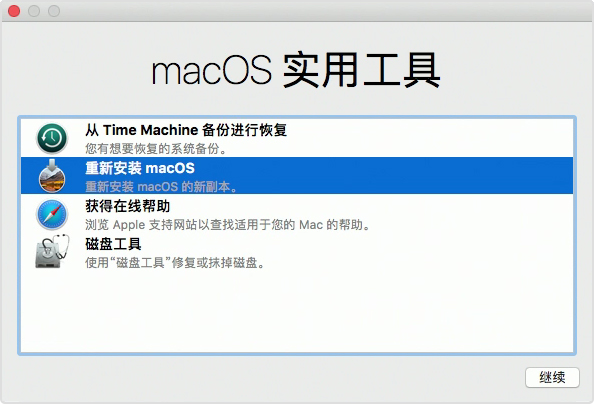 macOS 实用工具
从 Time Machine 备份进行恢复
您有想要恢复的系统备份。
重新安装 macOS
重新安装 macOS 的新副本。
获得在线帮助
浏览 Apple 支持网站以查找适用于您的 Mac 的帮助。
磁盘工具
使用“磁盘工具”修复或抹掉磁盘。
继续